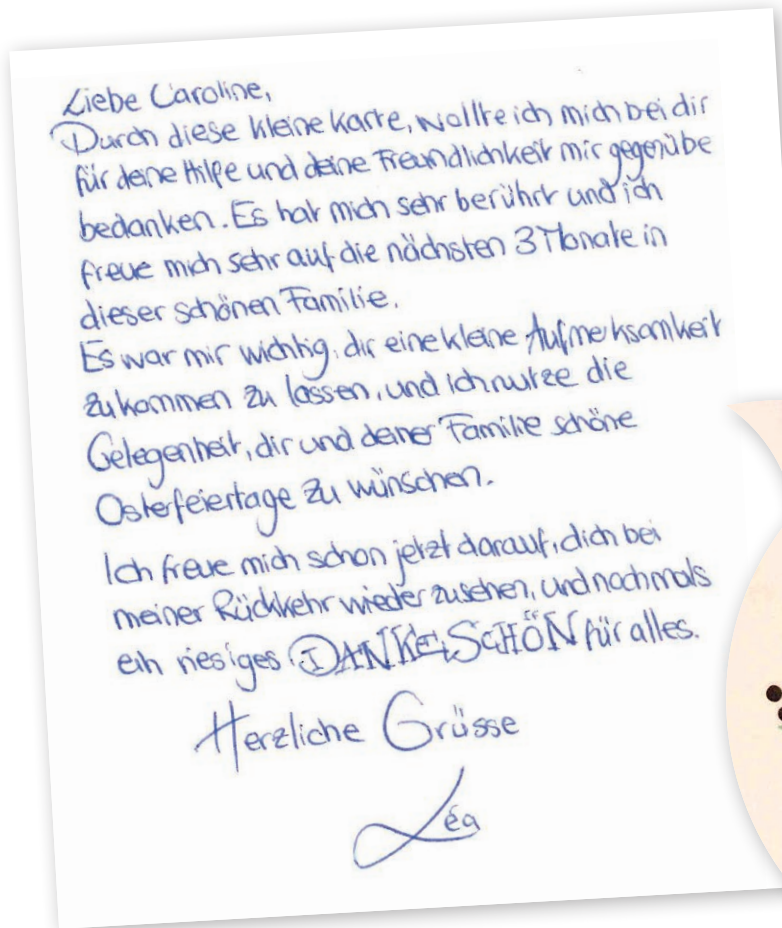 Liebe Caroline,
Durch diese kleine Karte, wollte ich mich bei dir
für deine Hilfe und deine Freundlichkeit mir gegenübe
bedanken. Es hat mich sehr berührt und ich
freue mich sehr auf die nächsten 3 Monate in
dieser schönen Familie.
Es war mir wichtig, dir eine kleine Aufmerksamkeit
zukommen zu lassen, und ich nutze die
Gelegenheit, dir und deiner Familie schöne
Osterfeiertage zu wünschen.
Ich freue mich schon jetzt darauf, dich bei
meiner Rückkehr wieder zusehen, und nochmals
ein riesiges DANKESCHÖN für alles.
Herzliche Grüsse
Léa